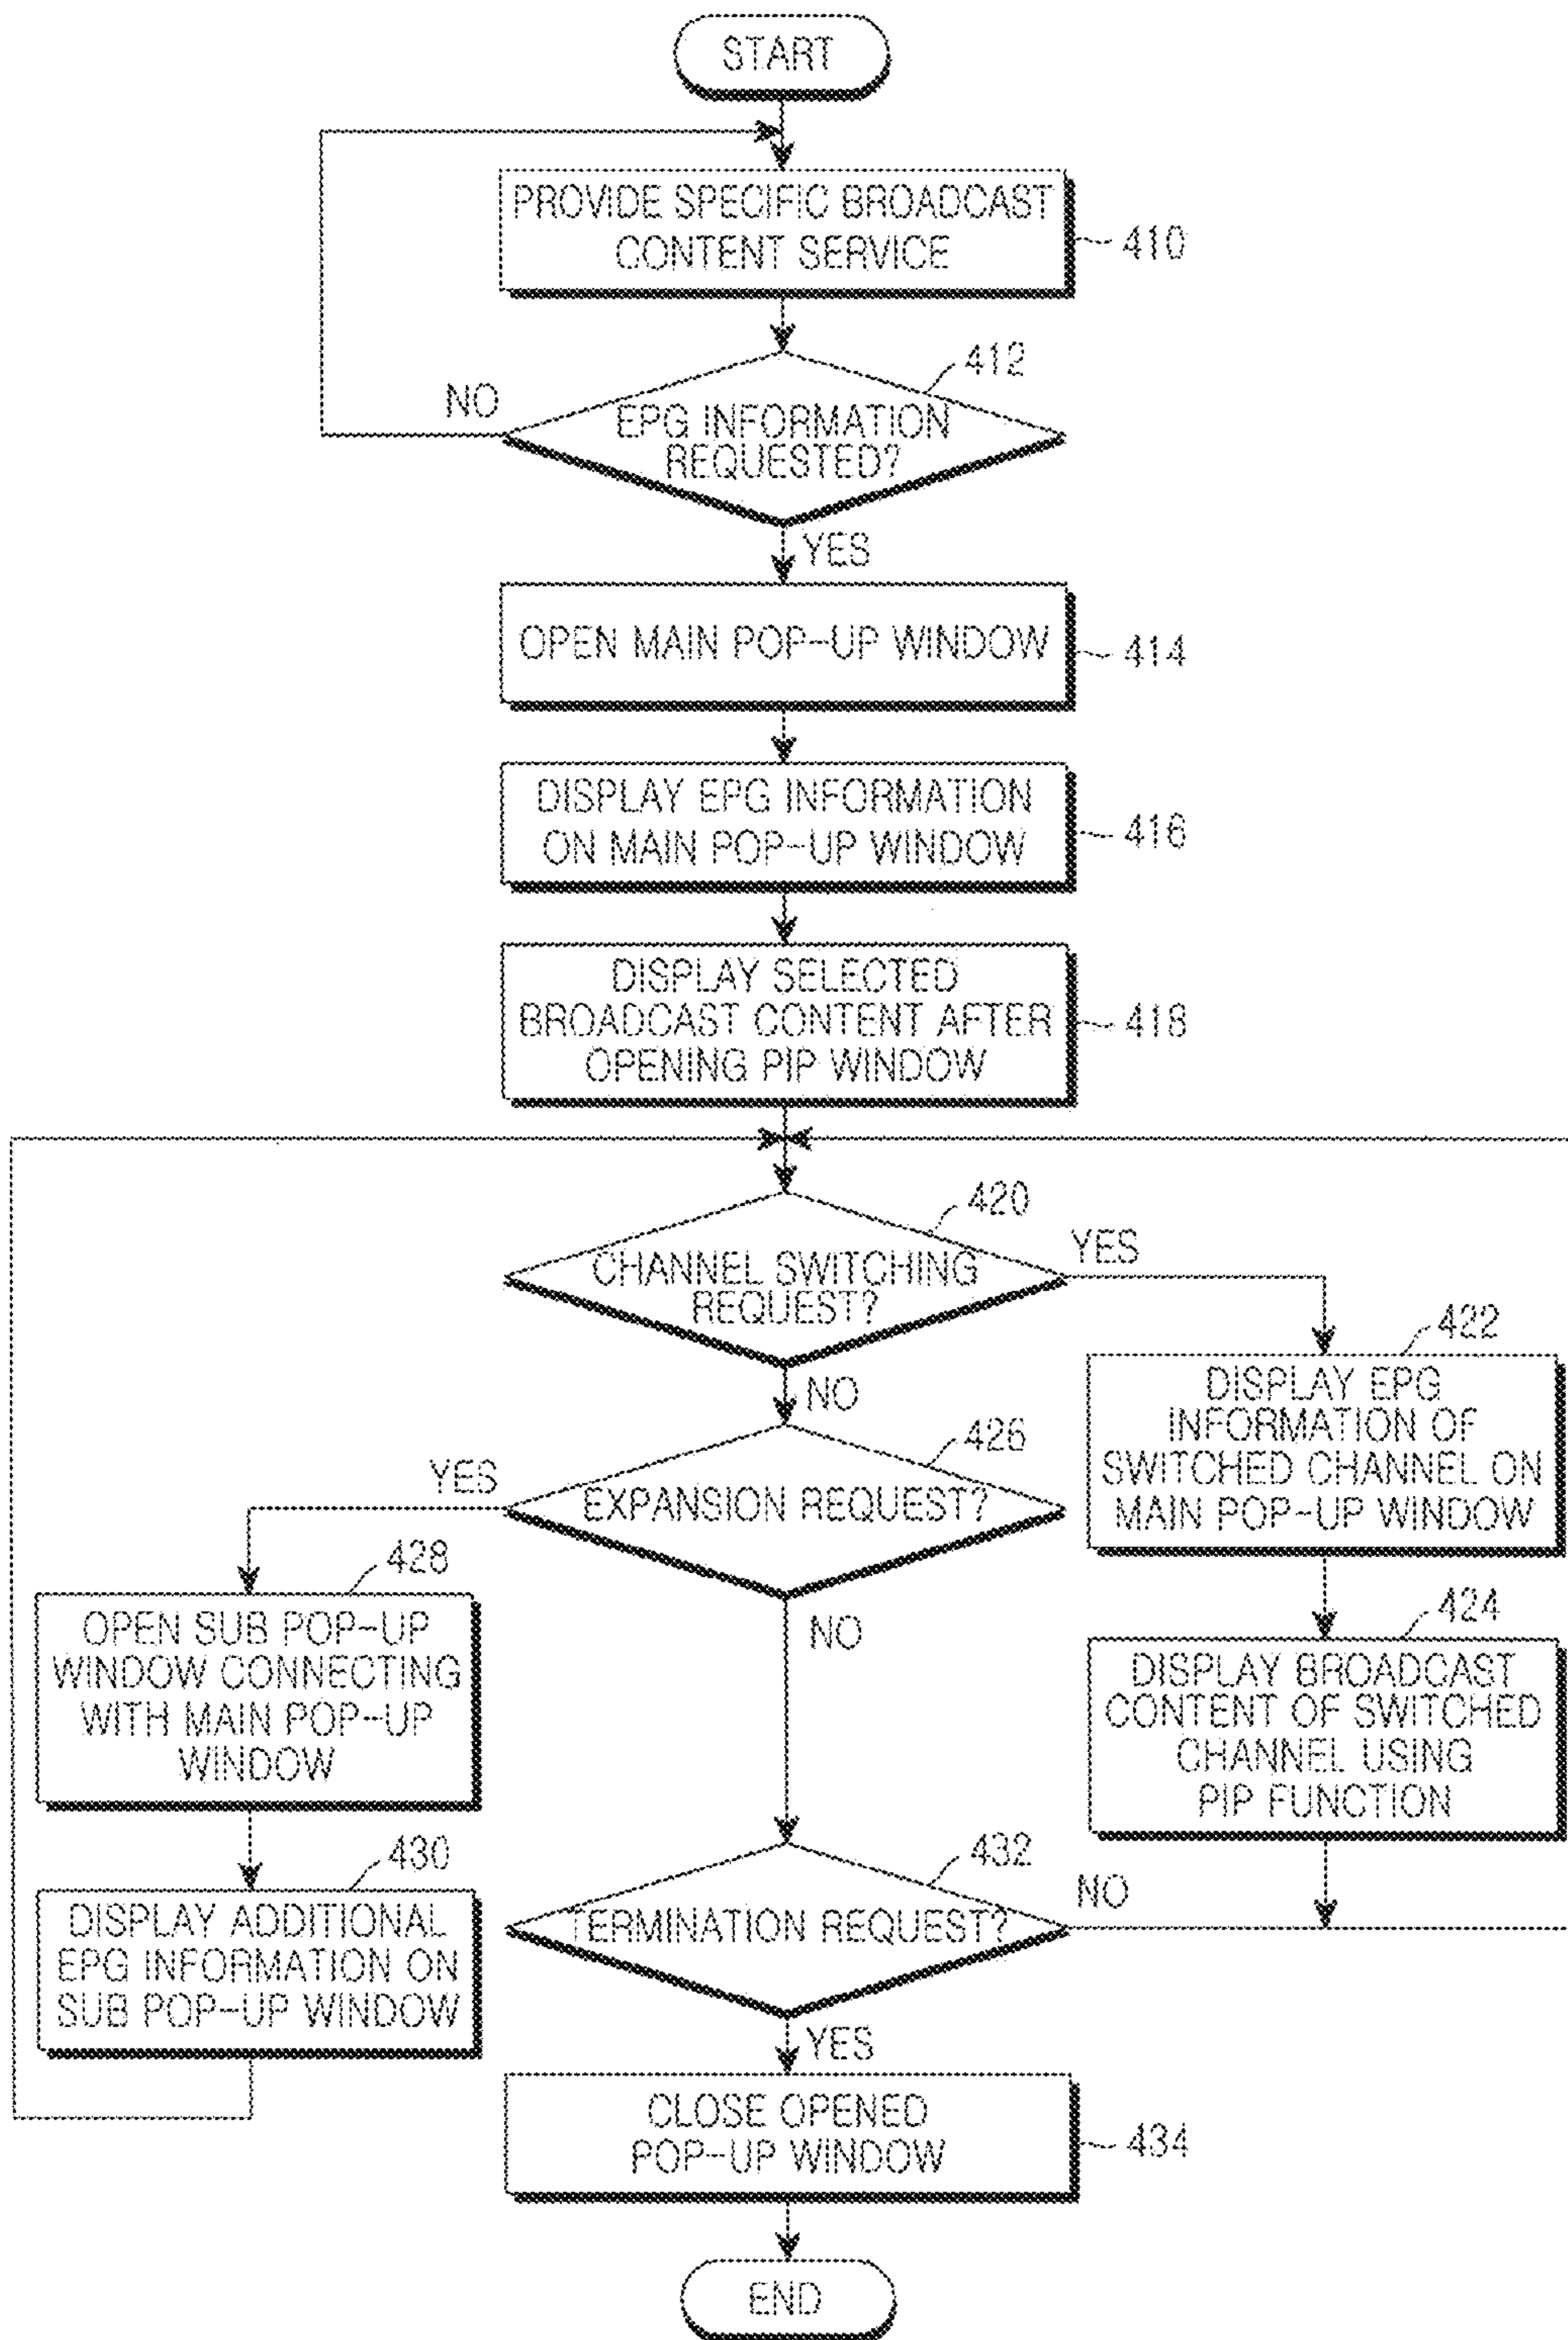 START
PROVIDE SPECIFIC BROADCAST
CONTENT SERVICE
410
412
NO
EPG INFORMATION
REQUESTED?
YES
OPEN MAIN POP-UP WINDOW
414
DISPLAY EPG INFORMATION
ON MAIN POP-UP WINDOW
416
DISPLAY SELECTED
BROADCAST CONTENT AFTER
OPENING PIP WINDOW
418
420
YES
CHANNEL SWITCHING
REQUEST?
NO
422
DISPLAY EPG
INFORMATION OF
SWITCHED CHANNEL ON
MAIN POP-UP WINDOW
424
DISPLAY BROADCAST
CONTENT OF SWITCHED
CHANNEL USING
PIP FUNCTION
426
YES
EXPANSION REQUEST?
NO
428
OPEN SUB POP-UP
WINDOW CONNECTING
WITH MAIN POP-UP
WINDOW
430
DISPLAY ADDITIONAL
EPG INFORMATION ON
SUB POP-UP WINDOW
432
NO
TERMINATION REQUEST?
YES
CLOSE OPENED
POP-UP WINDOW
434
END